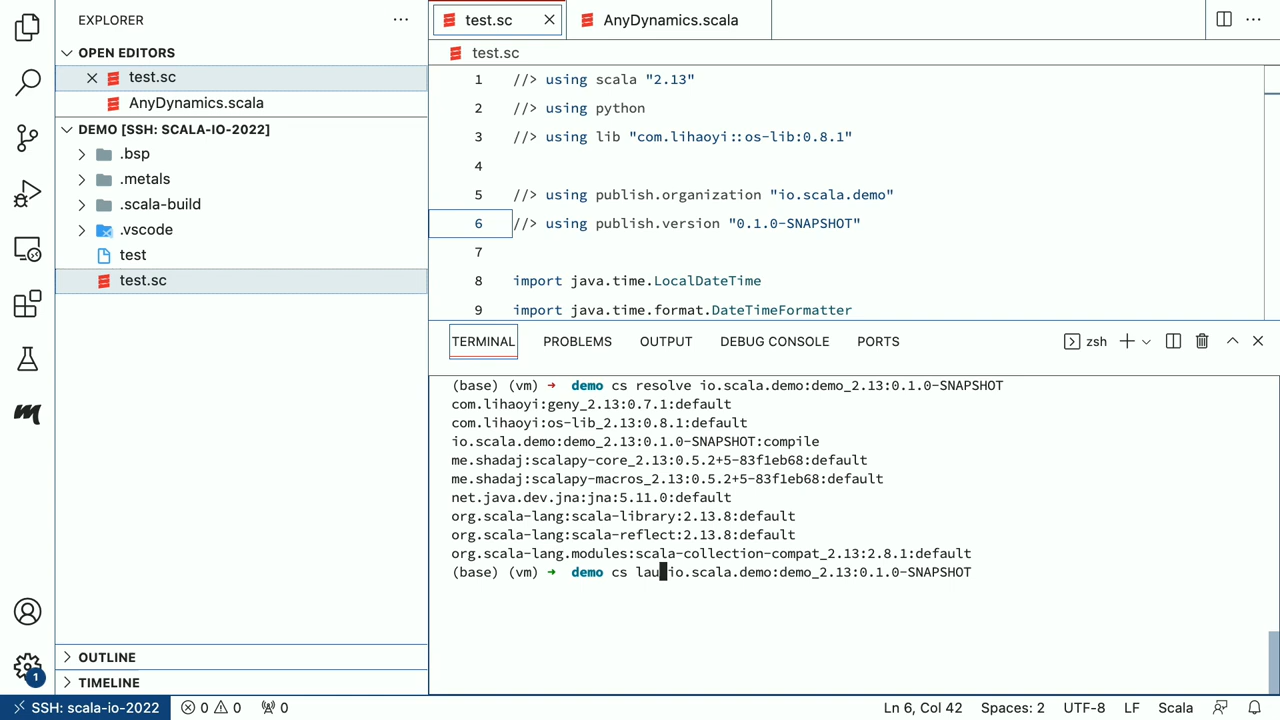 EXPLORER
OPEN EDITORS
test.sc
AnyDynamics.scala
DEMO [SSH: SCALA-IO-2022]
.bsp
.metals
.scala-build
.vscode
test
test.sc
OUTLINE
TIMELINE
1
test.sc
AnyDynamics.scala
test.sc
1 //> using scala "2.13"
2 //> using python
3 //> using lib "com.lihaoyi::os-lib:0.8.1"
4
5 //> using publish.organization "io.scala.demo"
6 //> using publish.version "0.1.0-SNAPSHOT"
7
8 import java.time.LocalDateTime
9 import java.time.format.DateTimeFormatter
TERMINAL PROBLEMS OUTPUT DEBUG CONSOLE PORTS zsh
(base) (vm) ➜ demo cs resolve io.scala.demo:demo_2.13:0.1.0-SNAPSHOT
com.lihaoyi:geny_2.13:0.7.1:default
com.lihaoyi:os-lib_2.13:0.8.1:default
io.scala.demo:demo_2.13:0.1.0-SNAPSHOT:compile
me.shadaj:scalapy-core_2.13:0.5.2+5-83f1eb68:default
me.shadaj:scalapy-macros_2.13:0.5.2+5-83f1eb68:default
net.java.dev.jna:jna:5.11.0:default
org.scala-lang:scala-library:2.13.8:default
org.scala-lang:scala-reflect:2.13.8:default
org.scala-lang.modules:scala-collection-compat_2.13:2.8.1:default
(base) (vm) ➜ demo cs lau io.scala.demo:demo_2.13:0.1.0-SNAPSHOT
SSH: scala-io-2022 0 0 0 Ln 6, Col 42 Spaces: 2 UTF-8 LF Scala